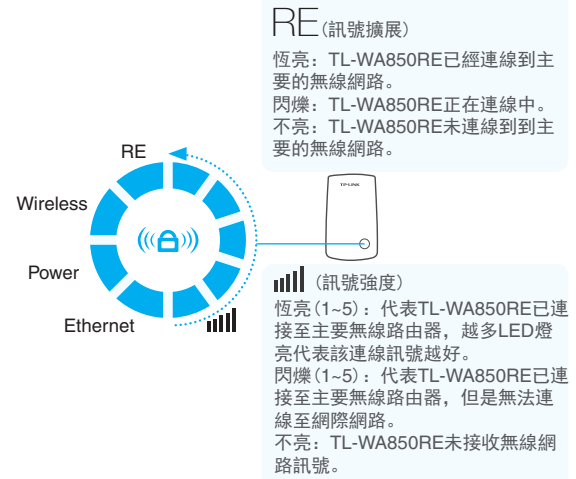 RE(訊號擴展)
恆亮：TL-WA850RE已經連線到主
要的無線網路。
閃爍：TL-WA850RE正在連線中。
不亮：TL-WA850RE未連線到到主
要的無線網路。
RE
Wireless
Power
Ethernet
TP-LINK
(訊號強度)
恆亮(1~5)：代表TL-WA850RE已連
接至主要無線路由器，越多LED燈
亮代表該連線訊號越好。
閃爍(1~5)：代表TL-WA850RE已連
接至主要無線路由器，但是無法連
線至網際網路。
不亮：TL-WA850RE未接收無線網
路訊號。